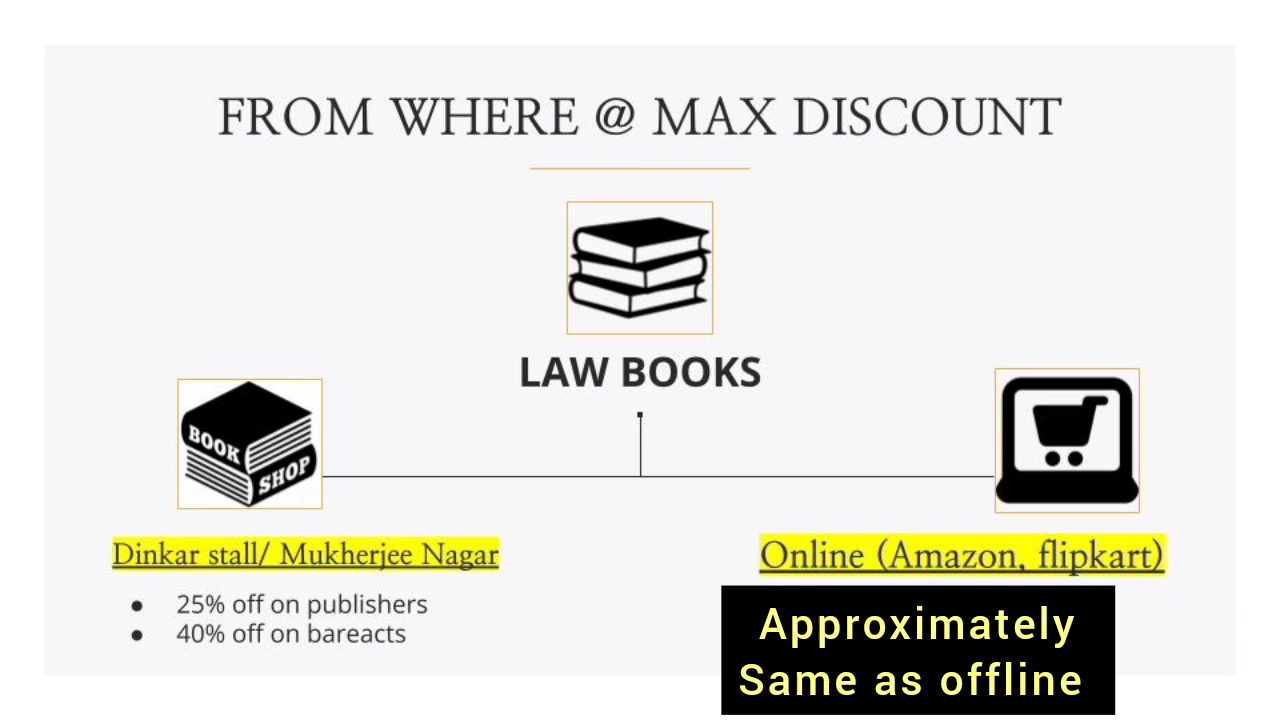 FROM WHERE @ MAX DISCOUNT
LAW BOOKS
BOOK
SHOP
Dinkar stall/ Mukherjee Nagar
● 25% off on publishers
● 40% off on bareacts
Online (Amazon, flipkart)
Approximately
Same as offline